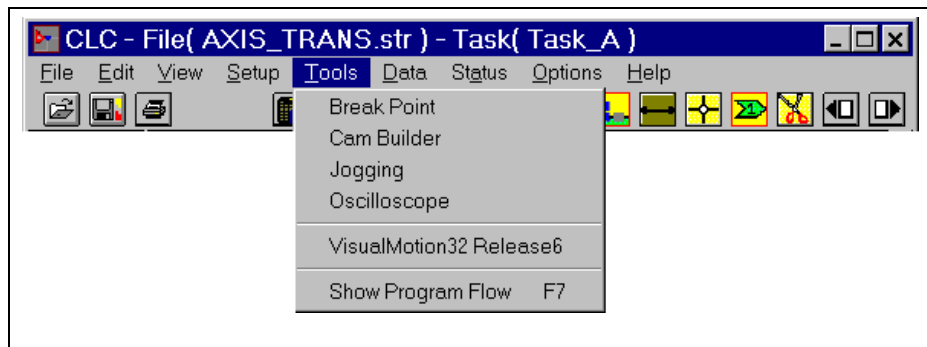 CLC - File( AXIS_TRANS.str ) - Task( Task_A )
File Edit View Setup Tools Data Status Options Help
Break Point
Cam Builder
Jogging
Oscilloscope
VisualMotion32 Release6
Show Program Flow F7